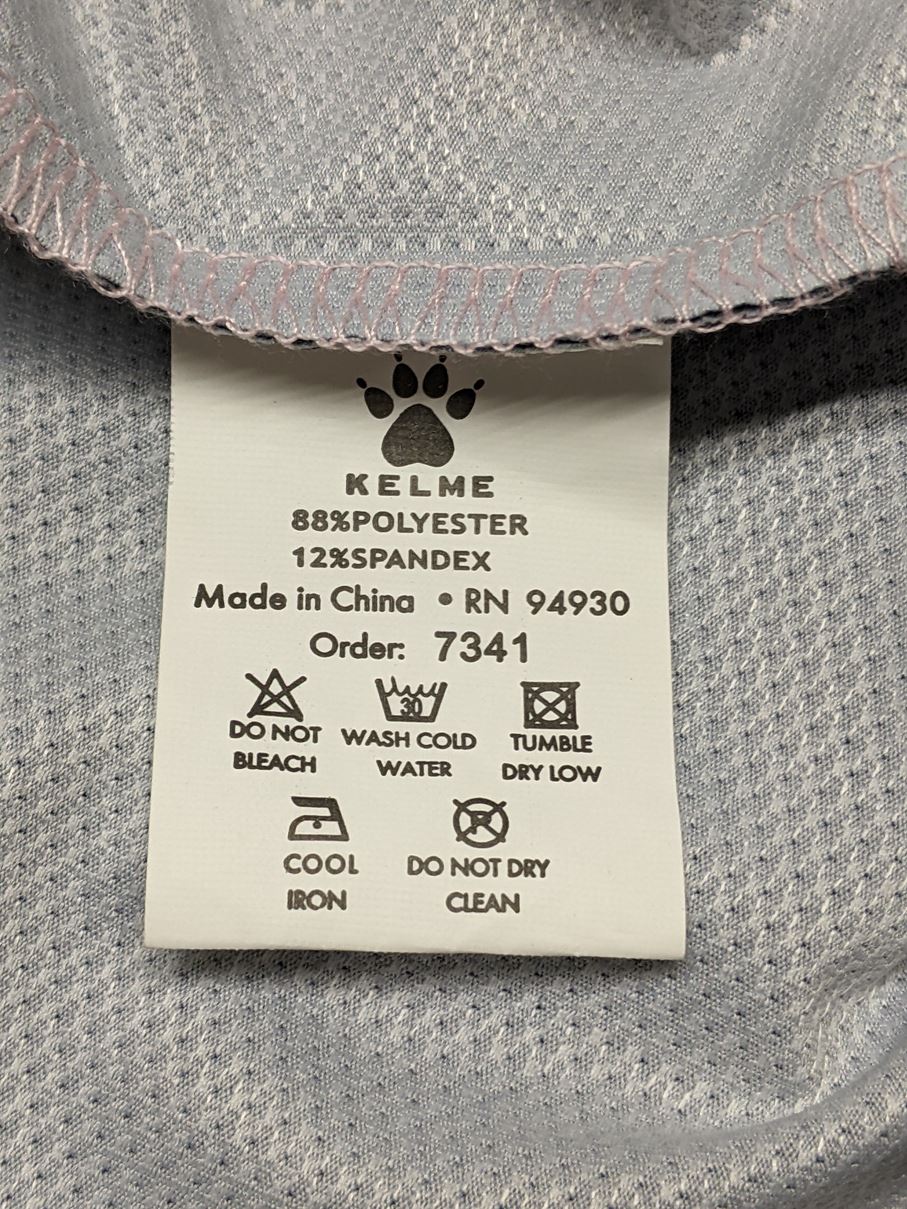 KELME
88%POLYESTER
12%SPANDEX
Made in China • RN 94930
Order: 7341
30
DO NOT BLEACH
WASH COLD WATER
TUMBLE DRY LOW
COOL IRON
DO NOT DRY CLEAN